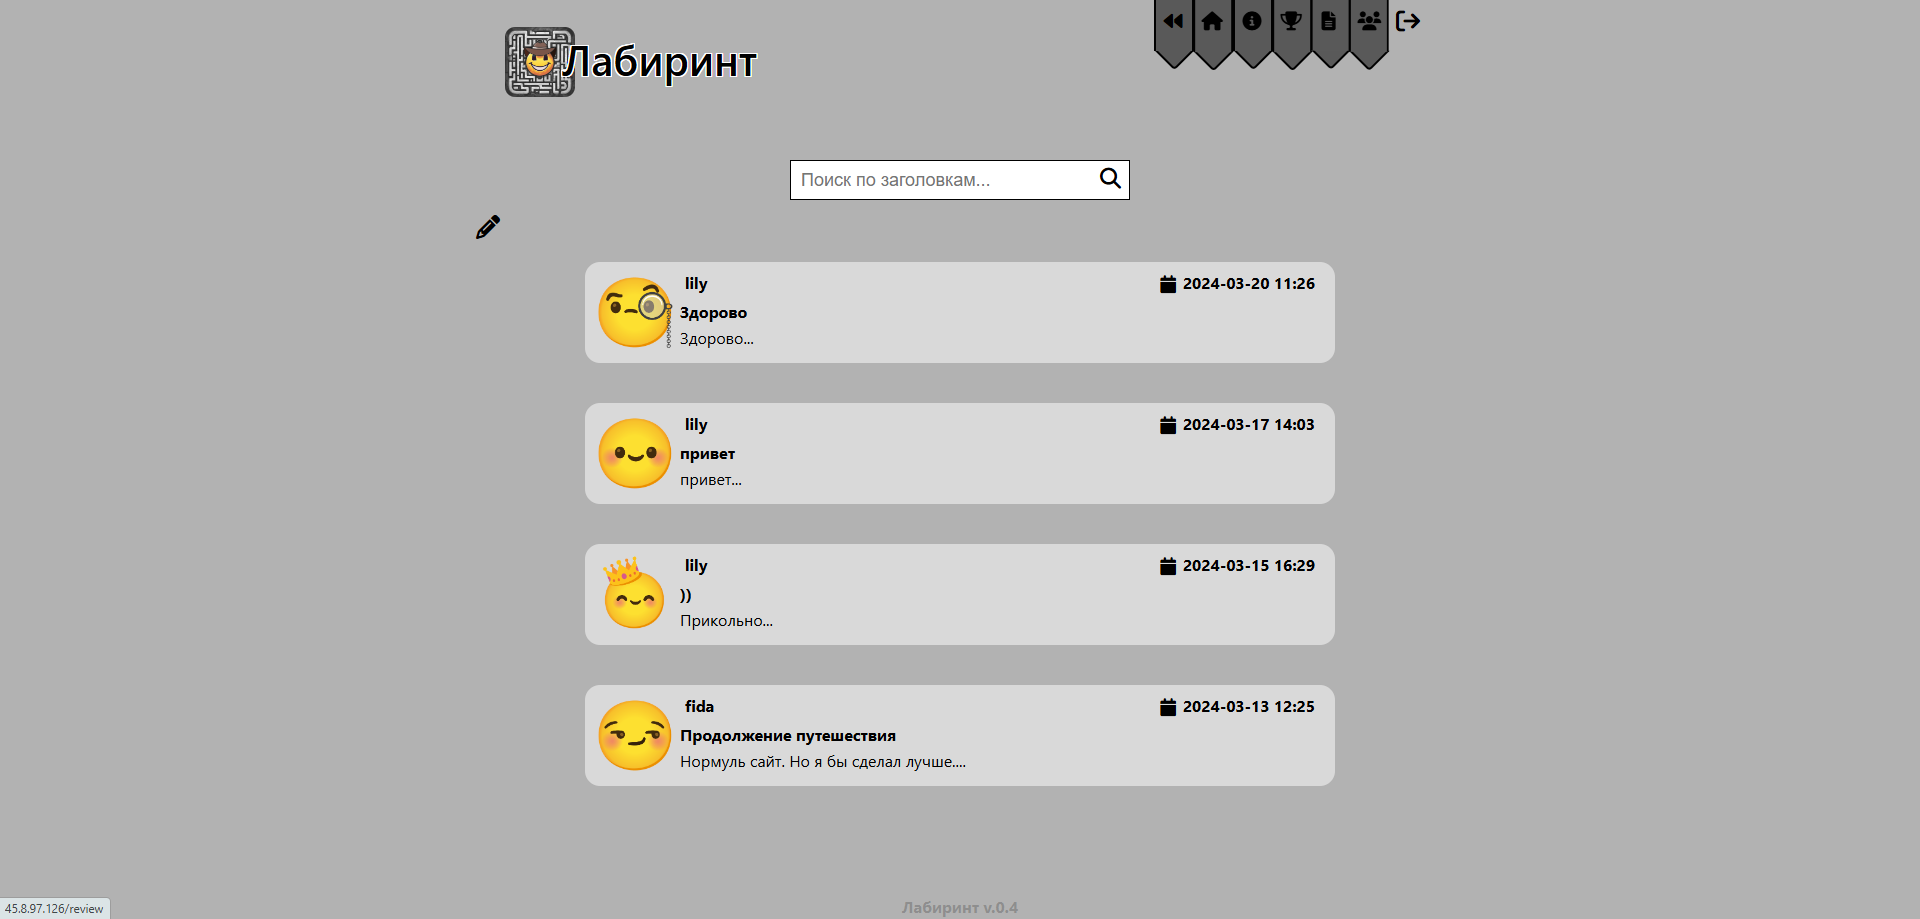 Лабиринт
Поиск по заголовкам...
lily 2024-03-20 11:26
Здорово
Здорово...
lily 2024-03-17 14:03
привет
привет...
lily 2024-03-15 16:29
))
Прикольно...
fida 2024-03-13 12:25
Продолжение путешествия
Нормуль сайт. Но я бы сделал лучше....
45.8.97.126/review
Лабиринт v.0.4